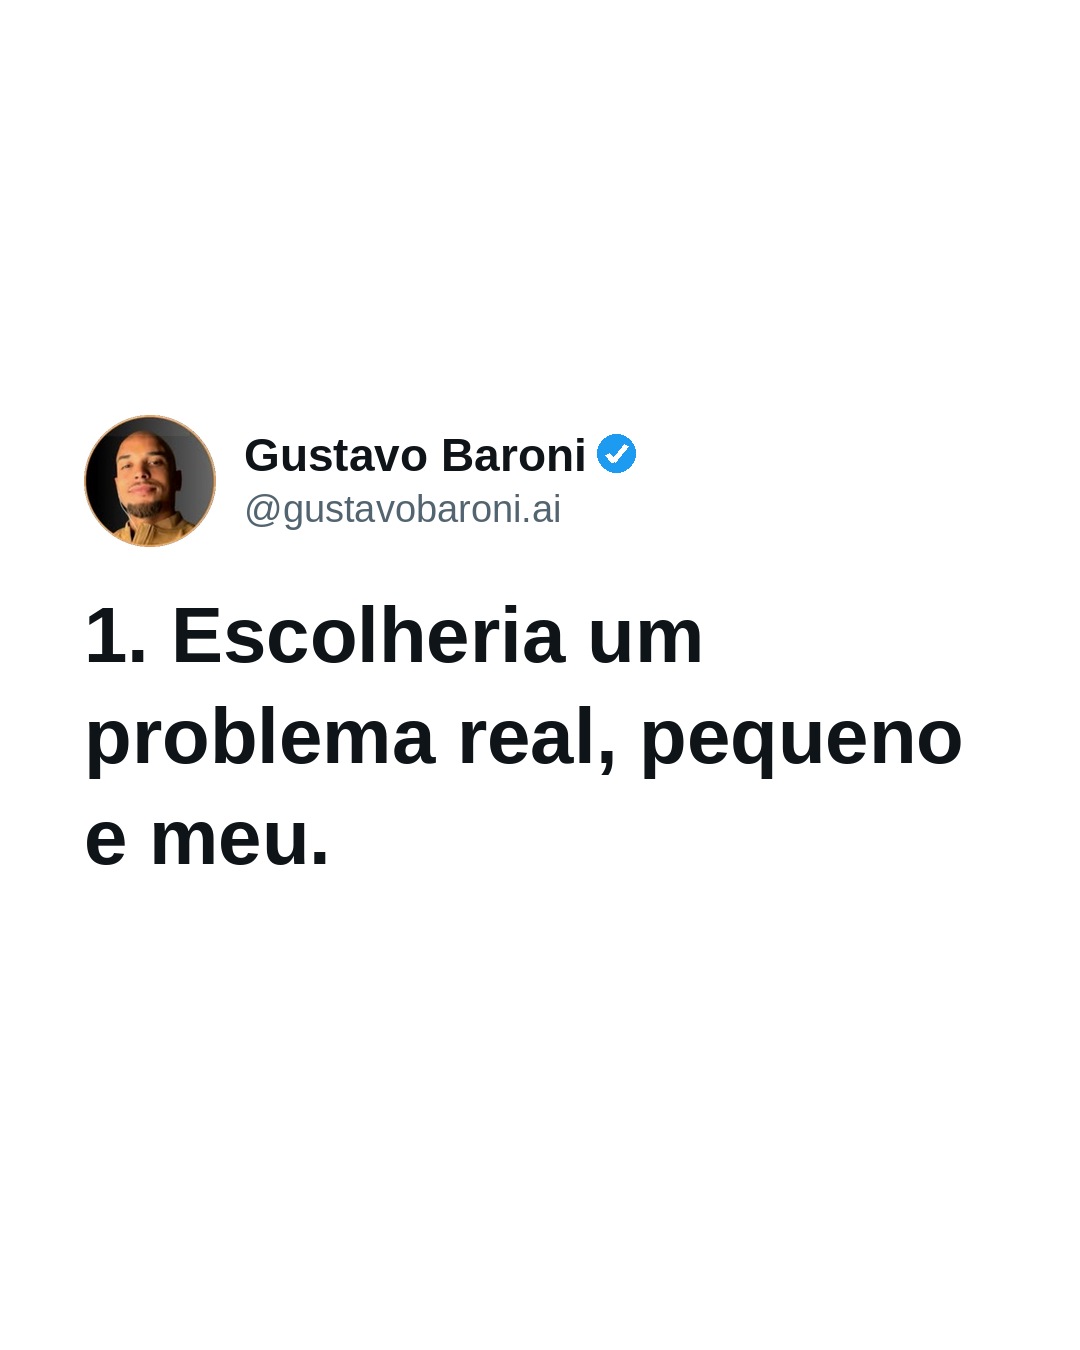 Gustavo Baroni
@gustavobaroni.ai
1. Escolheria um
problema real, pequeno
e meu.